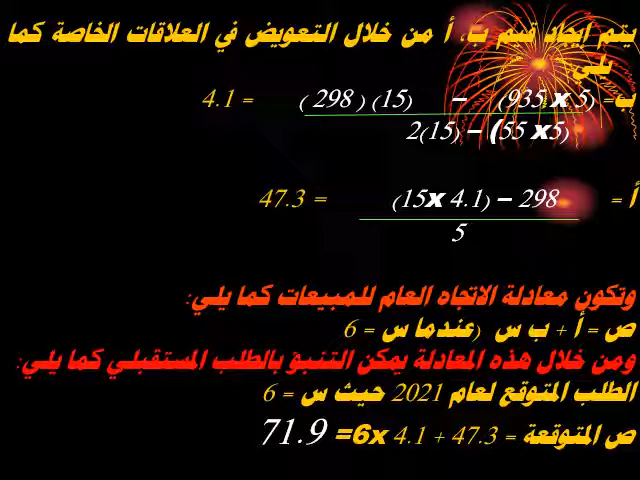 يتم إيجاد قيم ب، أ من خلال التعويض في العلاقات الخاصة كما
يلي:
ب= (5 x 935) – (15) ( 298 ) = 4.1
(5x 55) – (15)2
أ = 298 – (4.1 x15) = 47.3
5
وتكون معادلة الاتجاه العام للمبيعات كما يلي:
ص = أ + ب س (عندما س = 6
ومن خلال هذه المعادلة يمكن التنبؤ بالطلب المستقبلي كما يلي:
الطلب المتوقع لعام 2021 حيث س = 6
ص المتوقعة = 47.3 + 4.1 x6 = 71.9